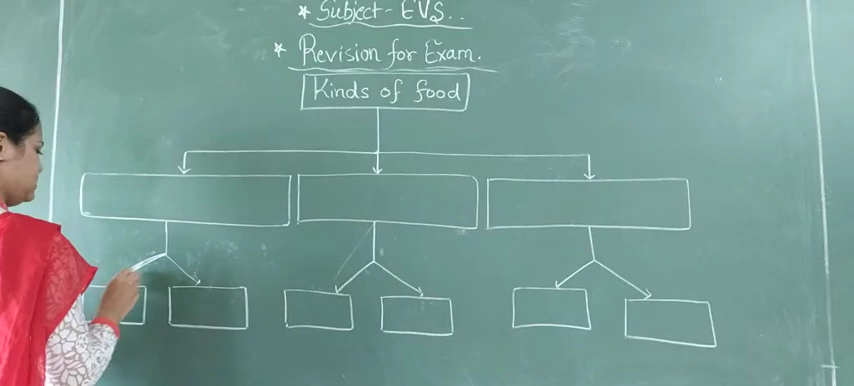 * Subject - EVS..
* Revision for Exam.
Kinds of food